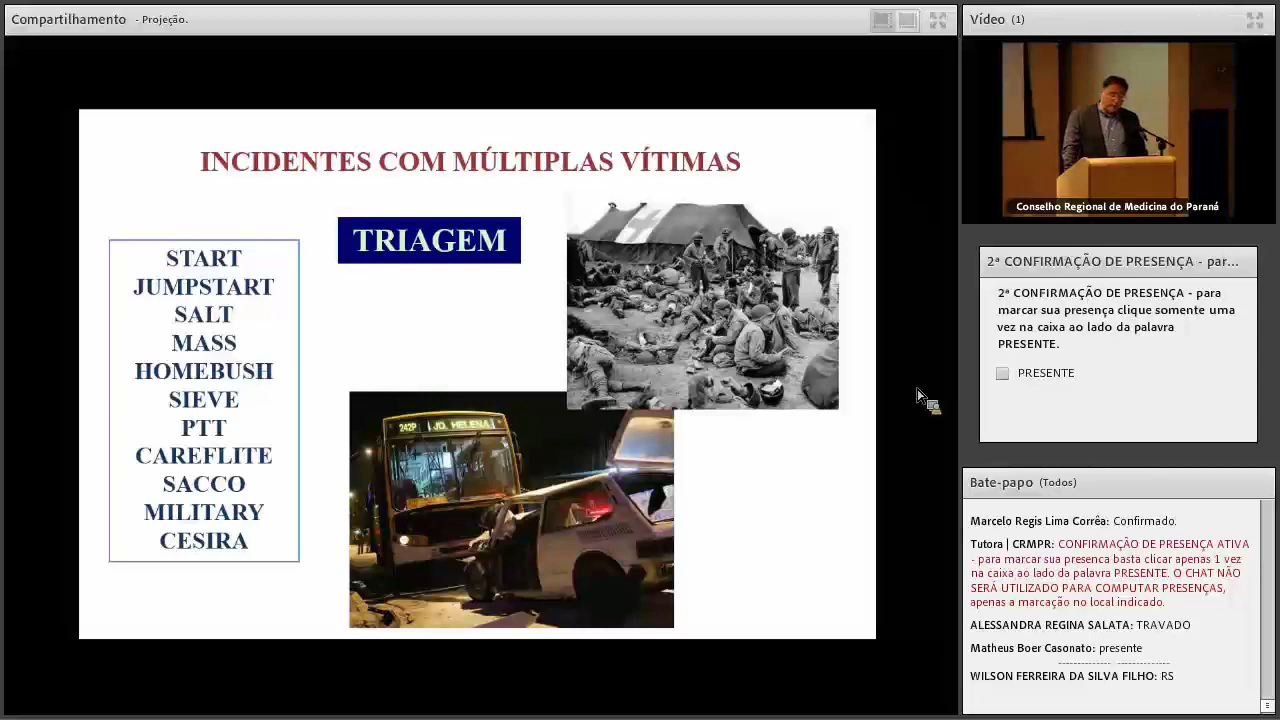 Compartilhamento - Projeção.
INCIDENTES COM MÚLTIPLAS VÍTIMAS
TRIAGEM
START
JUMPSTART
SALT
MASS
HOMEBUSH
SIEVE
PTT
CAREFLITE
SACCO
MILITARY
CESIRA
242P JD. HELENA
Vídeo (1)
Conselho Regional de Medicina do Paraná
2ª CONFIRMAÇÃO DE PRESENÇA - par...
2ª CONFIRMAÇÃO DE PRESENÇA - para
marcar sua presença clique somente uma
vez na caixa ao lado da palavra
PRESENTE.
PRESENTE
Bate-papo (Todos)
Marcelo Regis Lima Corrêa: Confirmado.
Tutora | CRMPR: CONFIRMAÇÃO DE PRESENÇA ATIVA
- para marcar sua presenca basta clicar apenas 1 vez
na caixa ao lado da palavra PRESENTE. O CHAT NÃO
SERÁ UTILIZADO PARA COMPUTAR PRESENÇAS,
apenas a marcação no local indicado.
ALESSANDRA REGINA SALATA: TRAVADO
Matheus Boer Casonato: presente
WILSON FERREIRA DA SILVA FILHO: RS